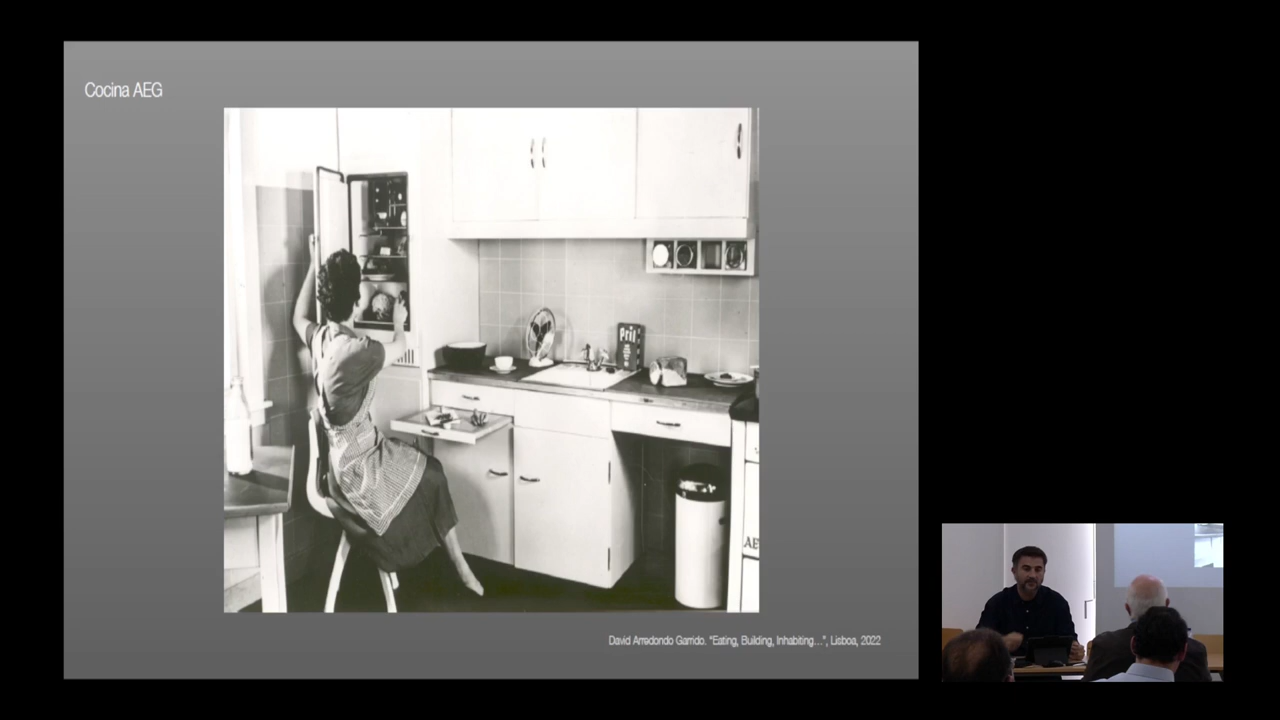 Cocina AEG
Pril
AE
David Arredondo Garrido. "Eating, Building, Inhabiting...", Lisboa, 2022